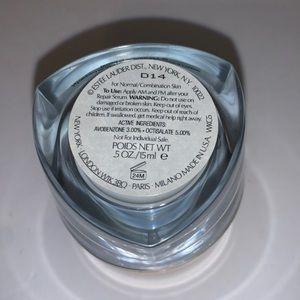 © ESTEE LAUDER DIST., NEW YORK, N.Y. 10022
D14
For Normal/Combination Skin
To Use: Apply AM and PM after your
Repair Serum. WARNING: Do not use on
damaged or broken skin. Keep out of eyes.
Stop use if irritation occurs. Keep out of reach of
children. If swallowed, get medical help right away.
ACTIVE INGREDIENTS:
AVOBENZONE 3.00% • OCTISALATE 5.00%
Not For Individual Sale.
POIDS NET WT
.5 OZ./15 ml ℮
24M
NEW YORK · LONDON, W1K 3BQ · PARIS · MILANO MADE IN U.S.A.